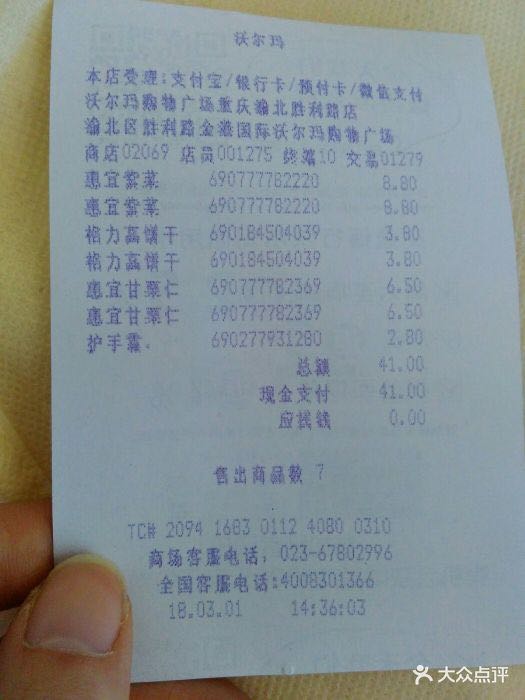 沃尔玛
本店受理:支付宝/银行卡/预付卡/微信支付
沃尔玛购物广场重庆渝北胜利路店
渝北区胜利路金港国际沃尔玛购物广场
商店02069 店员001275 终端10 交易01279
惠宜紫菜 690777782220 8.80
惠宜紫菜 690777782220 8.80
格力高饼干 690184504039 3.80
格力高饼干 690184504039 3.80
惠宜甘栗仁 690777782369 6.50
惠宜甘栗仁 690777782369 6.50
护手霜. 690277931280 2.80
总额 41.00
现金支付 41.00
应找钱 0.00
售出商品数 7
TC# 2094 1683 0112 4080 0310
商场客服电话: 023-67802996
全国客服电话:4008301366
18.03.01 14:36:03
大众点评